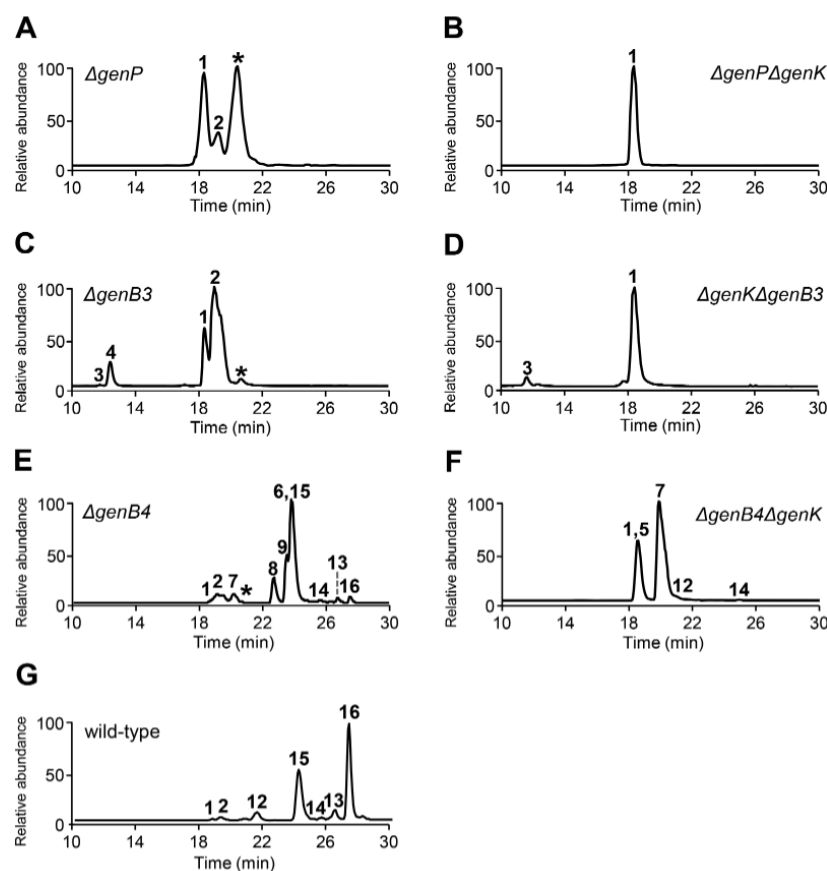 A
B
Relative abundance
100
50
0
ΔgenP
1
2
*
10 14 18 22 26 30
Time (min)
Relative abundance
100
50
0
1
ΔgenPΔgenK
10 14 18 22 26 30
Time (min)
C
D
Relative abundance
100
50
0
ΔgenB3
3
4
1
2
*
10 14 18 22 26 30
Time (min)
Relative abundance
100
50
0
3
1
ΔgenKΔgenB3
10 14 18 22 26 30
Time (min)
E
F
Relative abundance
100
50
0
ΔgenB4
6,15
9
8
1 2 7 *
14
13
16
10 14 18 22 26 30
Time (min)
Relative abundance
100
50
0
7
1,5
12
14
ΔgenB4ΔgenK
10 14 18 22 26 30
Time (min)
G
Relative abundance
100
50
0
wild-type
16
15
1 2 12 14 13
10 14 18 22 26 30
Time (min)